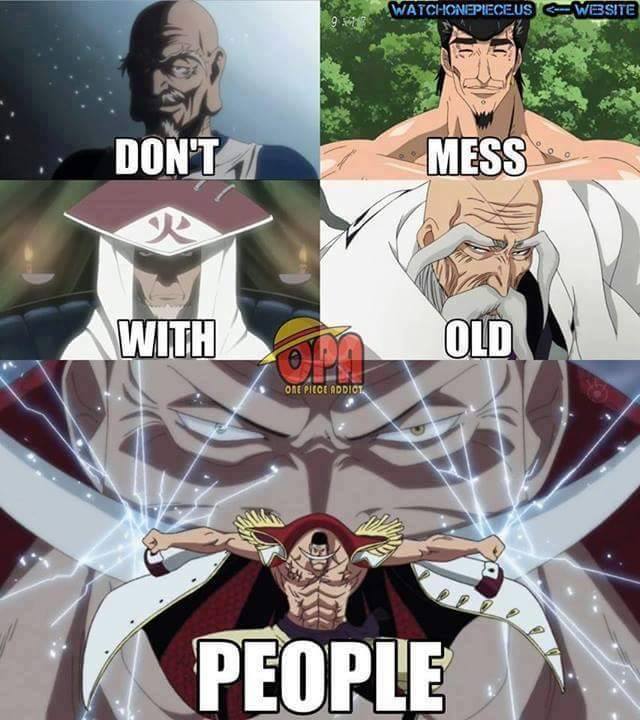 WATCHONEPIECE.US <-- WEBSITE
DON'T
MESS
火
WITH
OLD
OPA
ONE PIECE ADDICT
PEOPLE